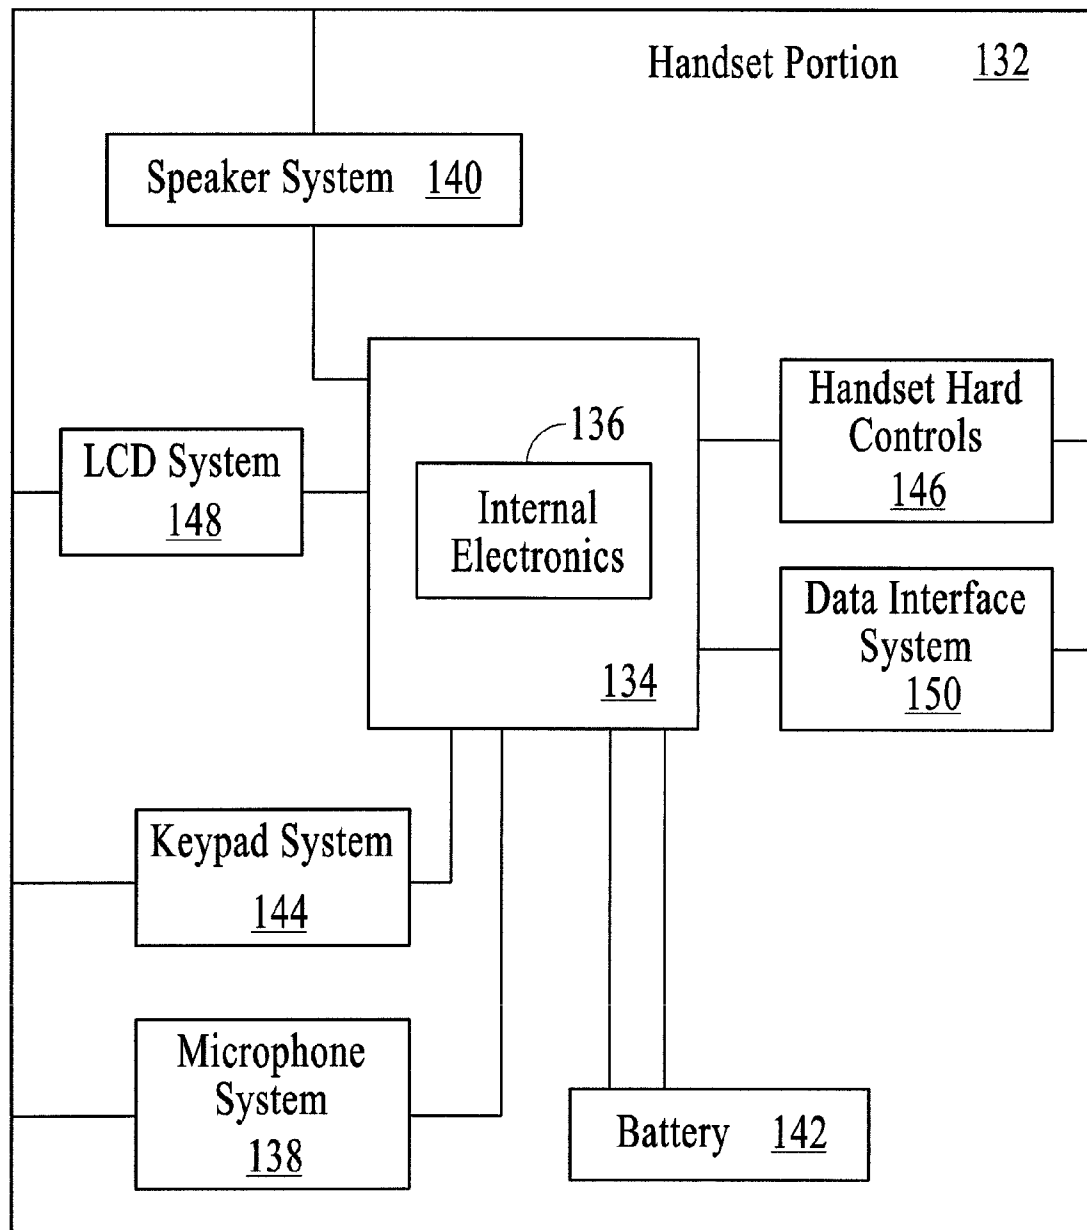 Handset Portion 132
Speaker System 140
Handset Hard
Controls
146
136
LCD System
148
Internal
Electronics
Data Interface
System
150
134
Keypad System
144
Microphone
System
138
Battery 142